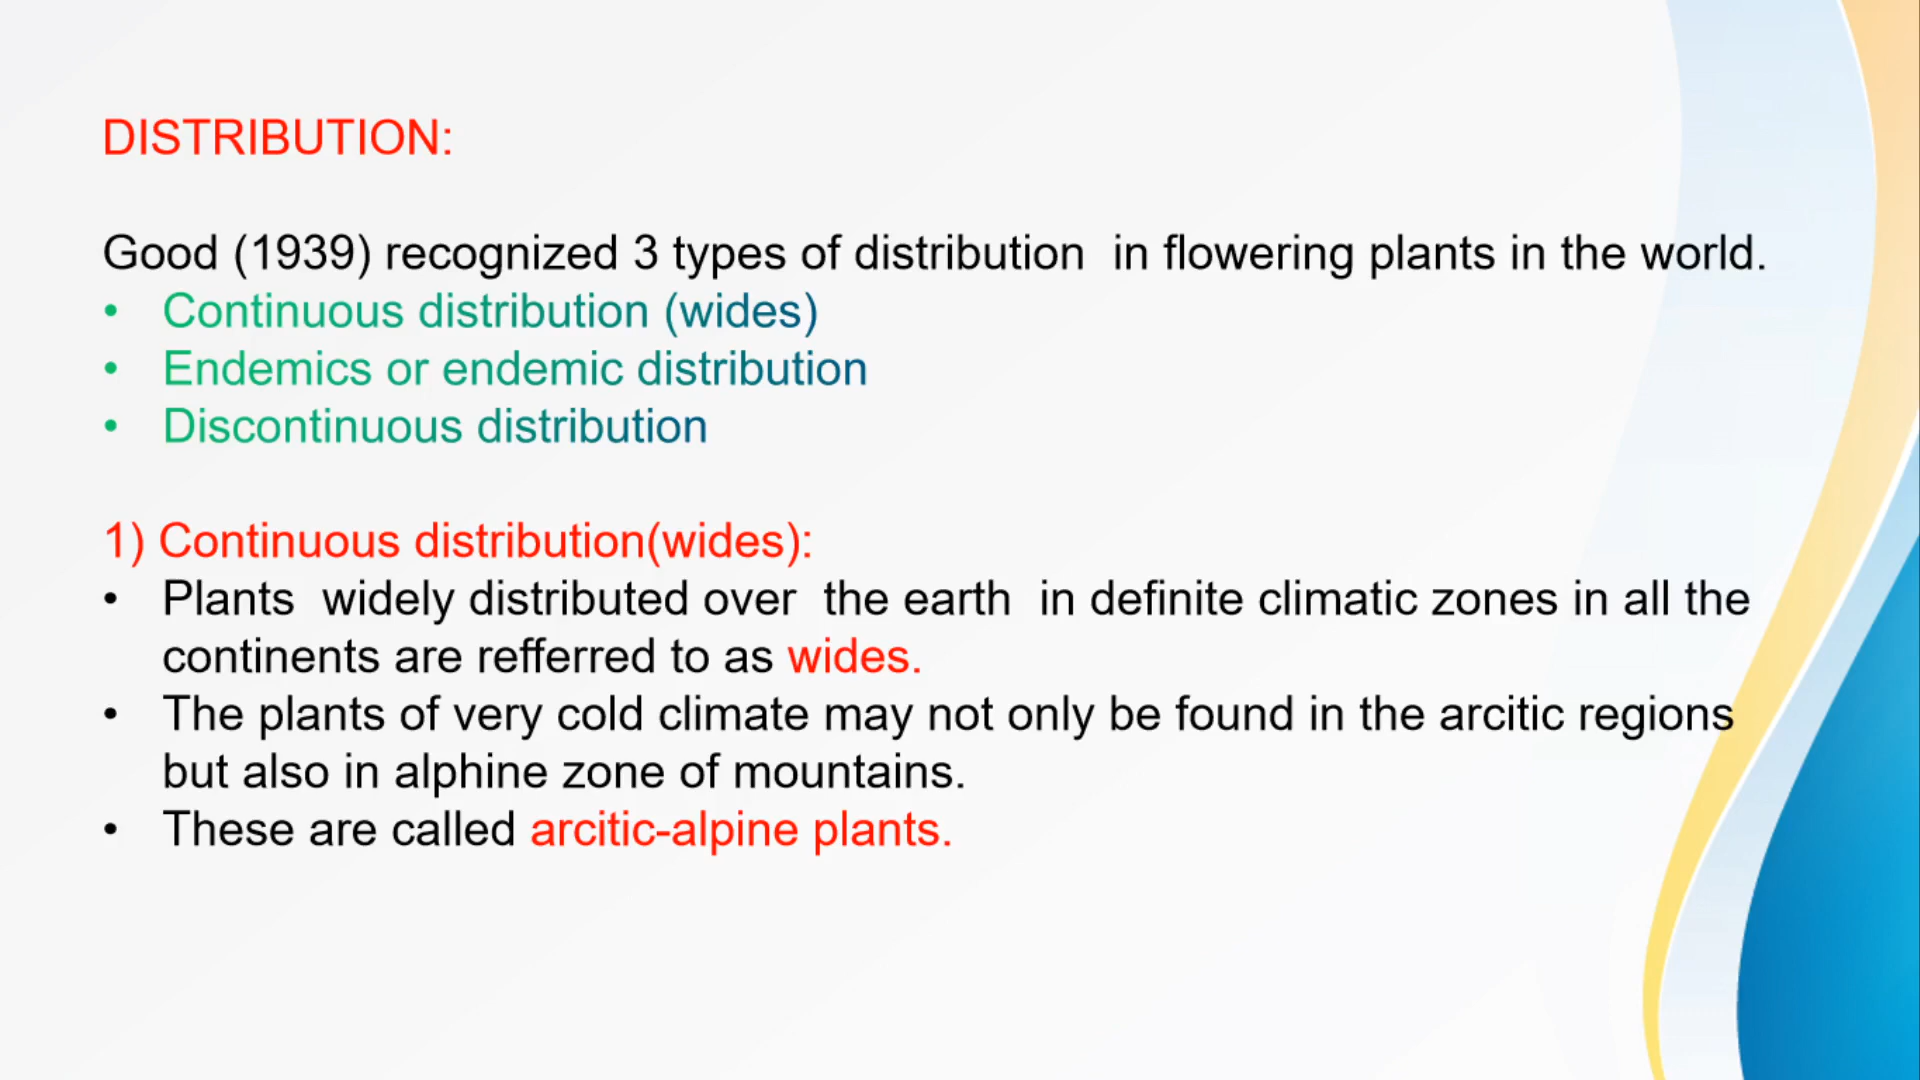 DISTRIBUTION:
Good (1939) recognized 3 types of distribution in flowering plants in the world.
• Continuous distribution (wides)
• Endemics or endemic distribution
• Discontinuous distribution
1) Continuous distribution(wides):
• Plants widely distributed over the earth in definite climatic zones in all the
continents are refferred to as wides.
• The plants of very cold climate may not only be found in the arcitic regions
but also in alphine zone of mountains.
• These are called arcitic-alpine plants.